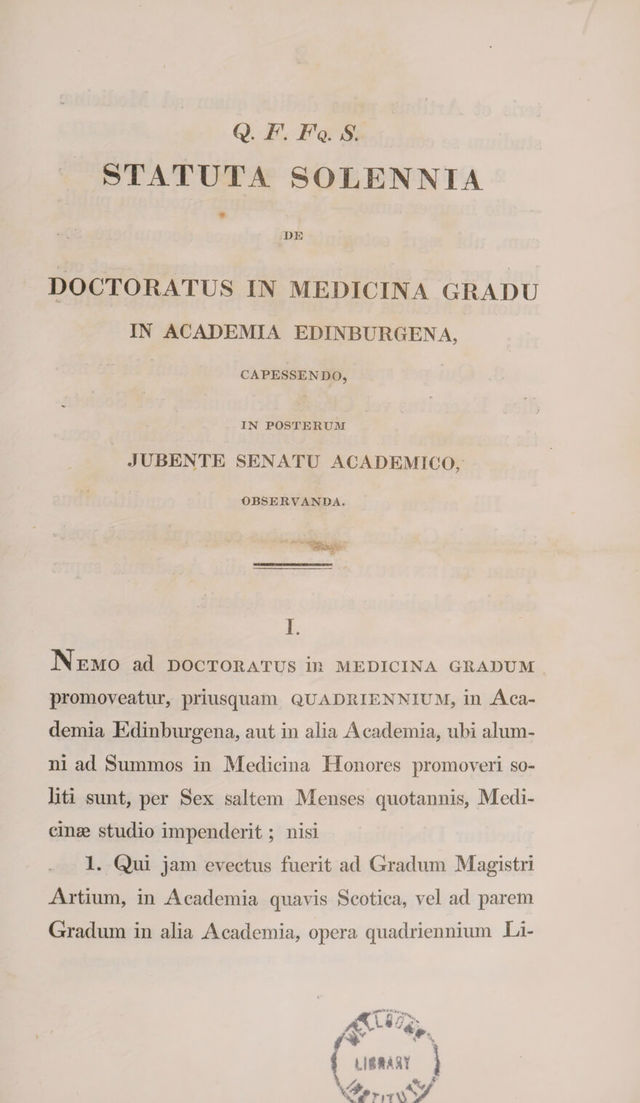 Q. F. Fq. S.
STATUTA SOLENNIA
DE
DOCTORATUS IN MEDICINA GRADU
IN ACADEMIA EDINBURGENA,
CAPESSENDO,
IN POSTERUM
JUBENTE SENATU ACADEMICO,
OBSERVANDA.
I.
NEMO ad DOCTORATUS in MEDICINA GRADUM
promoveatur, priusquam QUADRIENNIUM, in Aca-
demia Edinburgena, aut in alia Academia, ubi alum-
ni ad Summos in Medicina Honores promoveri so-
liti sunt, per Sex saltem Menses quotannis, Medi-
cinæ studio impenderit ; nisi
1. Qui jam evectus fuerit ad Gradum Magistri
Artium, in Academia quavis Scotica, vel ad parem
Gradum in alia Academia, opera quadriennium Li-
LIBRARY
INSTITUTE